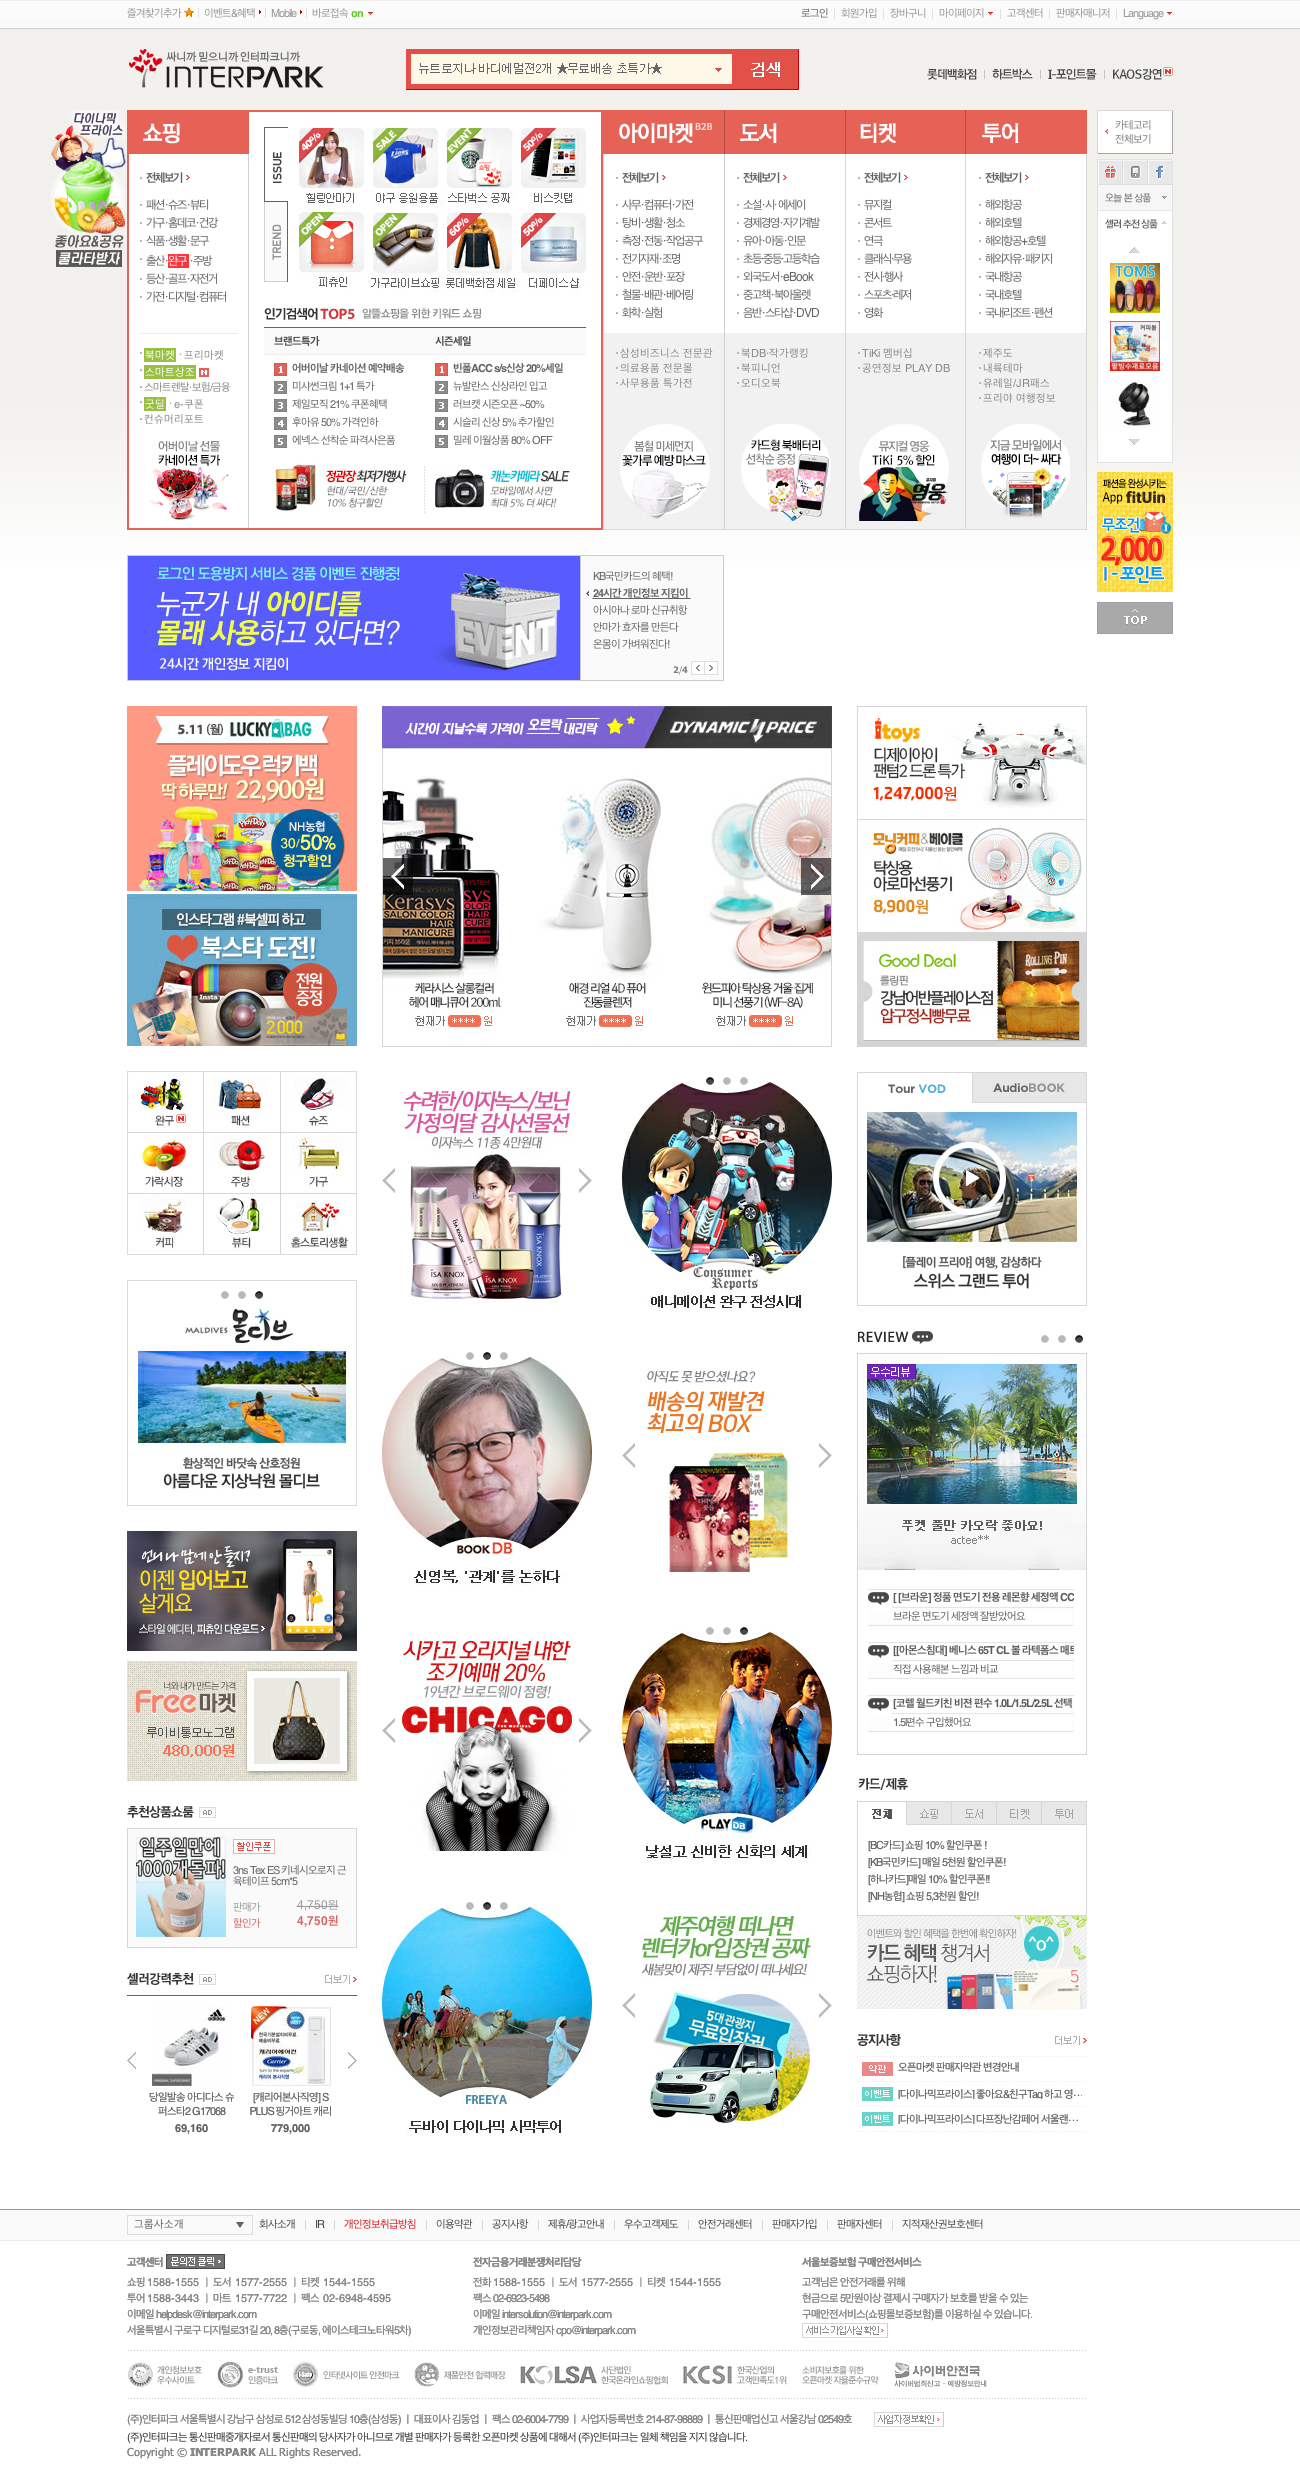 즐겨찾기추가 이벤트&혜택 Mobile 바로접속 on
로그인 회원가입 장바구니 마이페이지 고객센터 판매자매니저 Language
싸니까 믿으니까 인터파크니까
INTERPARK
뉴트로지나 바디에멀젼2개 ★무료배송 초특가★ 검색
롯데백화점 하트박스 I-포인트몰 KAOS강연 N
다이나믹
프라이스
좋아요&공유
쿨라타받자
쇼핑
전체보기
패션·슈즈·뷰티
가구·홈데코·건강
식품·생활·문구
출산·완구·주방
등산·골프·자전거
가전·디지털·컴퓨터
북마켓 · 프리마켓
스마트상조 N
스마트렌탈·보험/금융
굿딜 · e-쿠폰
컨슈머리포트
어버이날 선물
카네이션 특가
ISSUE
TREND
40% SALE EVENT 50%
힐링안마기 야구 응원용품 스타벅스 공짜 비스킷탭
OPEN OPEN 60% 50%
피츄인 가구라이브쇼핑 롯데백화점세일 더페이스샵
인기검색어 TOP5 알뜰쇼핑을 위한 키워드 쇼핑
브랜드특가
1 어버이날 카네이션 예약배송
2 미샤썬크림 1+1 특가
3 제일모직 21% 쿠폰혜택
4 후아유 50% 가격인하
5 에넥스 선착순 파격사은품
시즌세일
1 빈폴ACC s/s신상 20%세일
2 뉴발란스 신상라인 입고
3 러브캣 시즌오픈 ~50%
4 시슬리 신상 5% 추가할인
5 밀레 이월상품 80% OFF
정관장 최저가행사
현대/국민/신한
10% 청구할인
캐논카메라 SALE
모바일에서 사면
최대 5% 더 싸다!
아이마켓 B2B
전체보기
사무·컴퓨터·가전
탕비·생활·청소
측정·전동·작업공구
전기자재·조명
안전·운반·포장
철물·배관·베어링
화학·실험
삼성비즈니스 전문관
의료용품 전문몰
사무용품 특가전
봄철 미세먼지
꽃가루 예방 마스크
도서
전체보기
소설·시·에세이
경제경영·자기계발
유아·아동·인문
초등·중등·고등학습
외국도서·eBook
중고책·북아울렛
음반·스타샵·DVD
북DB·작가랭킹
북피니언
오디오북
카드형 북배터리
선착순 증정
티켓
전체보기
뮤지컬
콘서트
연극
클래식·무용
전시·행사
스포츠·레저
영화
TiKi 멤버십
공연정보 PLAY DB
뮤지컬 영웅
TiKi 5% 할인
영웅
투어
전체보기
해외항공
해외호텔
해외항공+호텔
해외자유·패키지
국내항공
국내호텔
국내리조트·펜션
제주도
내륙테마
유레일/JR패스
프리야 여행정보
지금 모바일에서
여행이 더~ 싸다
카테고리
전체보기
오늘 본 상품
셀러 추천 상품
TOMS
커피용
팥빙수재료모음
패션을 완성시키는
App fitUin
무조건
2,000
I-포인트
TOP
로그인 도용방지 서비스 경품 이벤트 진행중!
누군가 내 아이디를
몰래 사용하고 있다면?
24시간 개인정보 지킴이
EVENT
KB국민카드의 혜택!
24시간 개인정보 지킴이
아시아나 로마 신규취항
안마가 효자를 만든다
온몸이 가벼워진다!
2/4
5.11 (월) LUCKY BAG
플레이도우 럭키백
딱 하루만! 22,900원
NH농협
30/50%
청구할인
인스타그램 #북셀피 하고
북스타 도전!
전원
증정
Insta
2,000
시간이 지날수록 가격이 오르락 내리락 DYNAMIC PRICE
Kerasys
SALON COLOR
HAIR
MANICURE
케라시스 살롱컬러
헤어 매니큐어 200ml
현재가 **** 원
애경 리얼 4D 퓨어
진동클렌저
현재가 **** 원
윈드피아 탁상용 거울 집게
미니 선풍기 (WF-8A)
현재가 **** 원
itoys
디제이아이
팬텀2 드론 특가
1,247,000원
모닝커피&베이글
탁상용
아로마선풍기
8,900원
Good Deal
롤링핀
강남어반플레이스점
압구정식빵무료
ROLLING PIN
완구 N 패션 슈즈
가락시장 주방 가구
커피 뷰티 홈스토리생활
수려한/이자녹스/보닌
가정의달 감사선물선
이자녹스 11종 4만원대
ISA KNOX
Consumer
Reports
애니메이션 완구 전성시대
Tour VOD AudioBOOK
[플레이 프리야] 여행, 감상하다
스위스 그랜드 투어
MALDIVES 몰디브
환상적인 바닷속 산호정원
아름다운 지상낙원 몰디브
REVIEW
우수리뷰
푸켓 풀만 카오락 좋아요!
actee**
[ [브라운] 정품 면도기 전용 레몬향 세정액 CC
브라운 면도기 세정액 잘받았어요
[[아몬스침대] 베니스 65T CL 볼 라텍폼스 매트
직접 사용해본 느낌과 비교
[코렐 월드키친 비젼 편수 1.0L/1.5L/2.5L 선택
1.5편수 구입했어요
BOOK DB
신영복, '관계'를 논하다
아직도 못 받으셨나요?
배송의 재발견
최고의 BOX
언니 나 맘에 안 들지?
이젠 입어보고
살게요
스타일 에디터, 피츄인 다운로드
너와 내가 만드는 가격
Free마켓
루이비통모노그램
480,000원
시카고 오리지널 내한
조기예매 20%
19년간 브로드웨이 점령!
CHICAGO
THE MUSICAL
PLAY DB
낯설고 신비한 신화의 세계
카드/제휴
전체 쇼핑 도서 티켓 투어
[BC카드] 쇼핑 10% 할인쿠폰 !
[KB국민카드] 매일 5천원 할인쿠폰!
[하나카드]매일 10% 할인쿠폰!!
[NH농협] 쇼핑 5,3천원 할인!
이벤트와 할인 혜택을 한번에 확인하자!
카드 혜택 챙겨서
쇼핑하자!
추천상품쇼룸 AD
일주일만에
1000개돌파!
할인쿠폰
3ns Tex ES 키네시오로지 근
육테이프 5cm*5
판매가 4,750원
할인가 4,750원
셀러강력추천 AD 더보기
adidas
당일발송 아디다스 슈
퍼스타2 G17068
69,160
NEW
캐리어에어컨
Carrier
[캐리어본사직영] S
PLUS 핑거아트 캐리
779,000
FREEYA
두바이 다이나믹 사막투어
제주여행 떠나면
렌터카or입장권 공짜
새봄맞이 제주! 부담없이 떠나세요!
5대 관광지
무료입장권
공지사항 더보기
약관 오픈마켓 판매자약관 변경안내
이벤트 [다이나믹프라이스] 좋아요&친구Tag 하고 영…
이벤트 [다이나믹프라이스] 다프장난감페어 서울랜…
그룹사소개 회사소개 IR 개인정보취급방침 이용약관 공지사항 제휴/광고안내 우수고객제도 안전거래센터 판매자가입 판매자센터 지적재산권보호센터
고객센터 문의전 클릭
쇼핑 1588-1555 | 도서 1577-2555 | 티켓 1544-1555
투어 1588-3443 | 마트 1577-7722 | 팩스 02-6948-4595
이메일 helpdesk@interpark.com
서울특별시 구로구 디지털로31길 20, 8층(구로동, 에이스테크노타워5차)
전자금융거래분쟁처리담당
전화 1588-1555 | 도서 1577-2555 | 티켓 1544-1555
팩스 02-6923-5498
이메일 intersolution@interpark.com
개인정보관리책임자 cpo@interpark.com
서울보증보험 구매안전서비스
고객님은 안전거래를 위해
현금으로 5만원이상 결제시 구매자가 보호를 받을 수 있는
구매안전서비스(쇼핑몰보증보험)를 이용하실 수 있습니다.
서비스 가입사실 확인
개인정보보호
우수사이트
e-trust
인증마크
인터넷사이트 안전마크
제품안전 협력매장
KOLSA 사단법인
한국온라인쇼핑협회
KCSI 한국산업의
고객만족도 1위
소비자보호를 위한
오픈마켓 자율준수규약
사이버안전국
사이버범죄신고 · 예방정보안내
(주)인터파크 서울특별시 강남구 삼성로 512 삼성동빌딩 10층(삼성동) | 대표이사 김동업 | 팩스 02-6004-7799 | 사업자등록번호 214-87-98889 | 통신판매업신고 서울강남 02549호 사업자정보확인
(주)인터파크는 통신판매중개자로서 통신판매의 당사자가 아니므로 개별 판매자가 등록한 오픈마켓 상품에 대해서 (주)인터파크는 일체 책임을 지지 않습니다.
Copyright © INTERPARK ALL Rights Reserved.